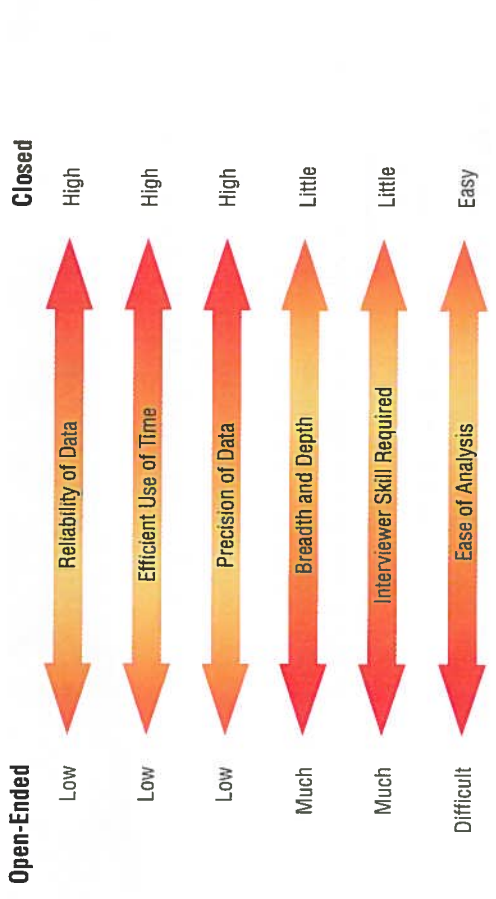 Open-Ended Closed
Low Reliability of Data High
Low Efficient Use of Time High
Low Precision of Data High
Much Breadth and Depth Little
Much Interviewer Skill Required Little
Difficult Ease of Analysis Easy